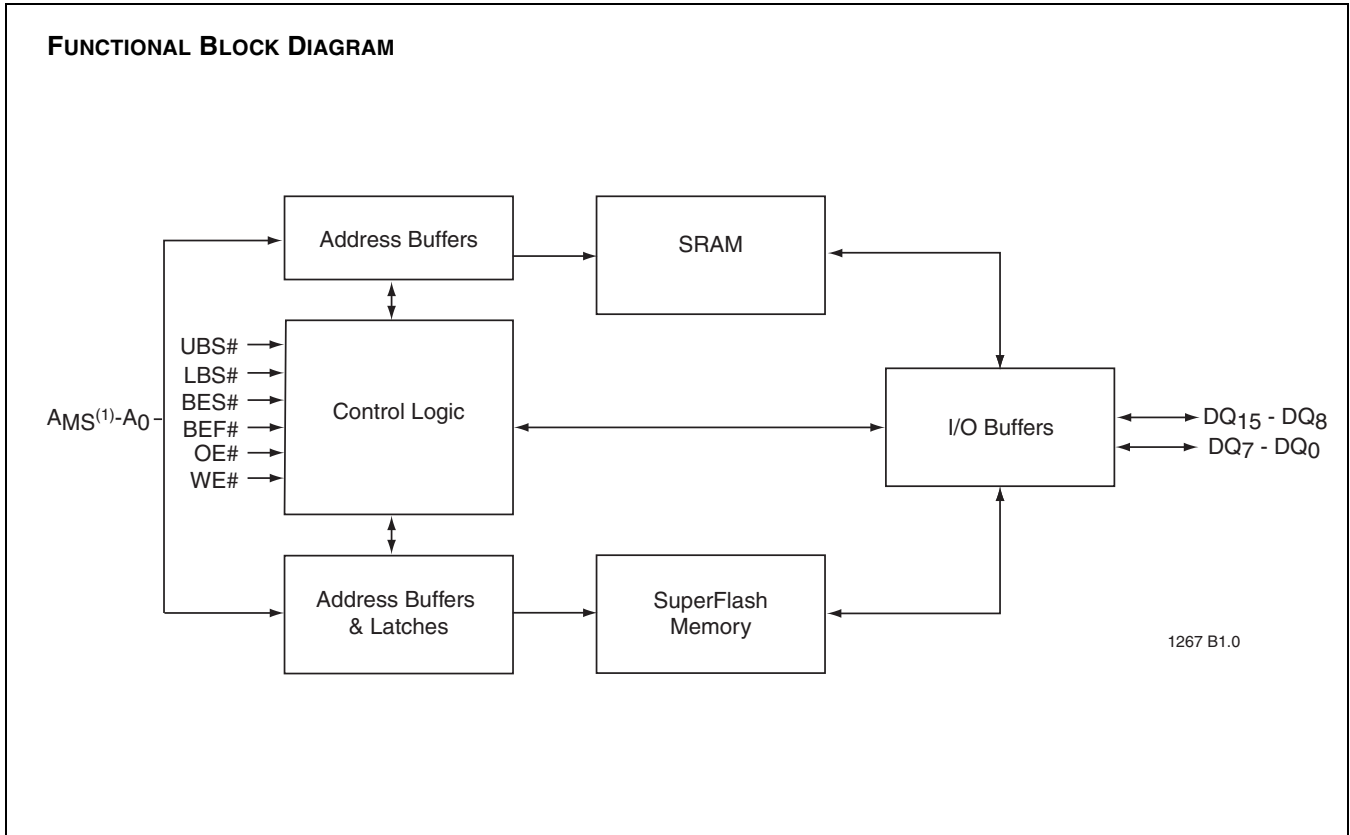 FUNCTIONAL BLOCK DIAGRAM
Address Buffers
SRAM
UBS#
LBS#
BES#
BEF#
OE#
WE#
AMS(1)-A0
Control Logic
I/O Buffers
DQ15 - DQ8
DQ7 - DQ0
Address Buffers
& Latches
SuperFlash
Memory
1267 B1.0